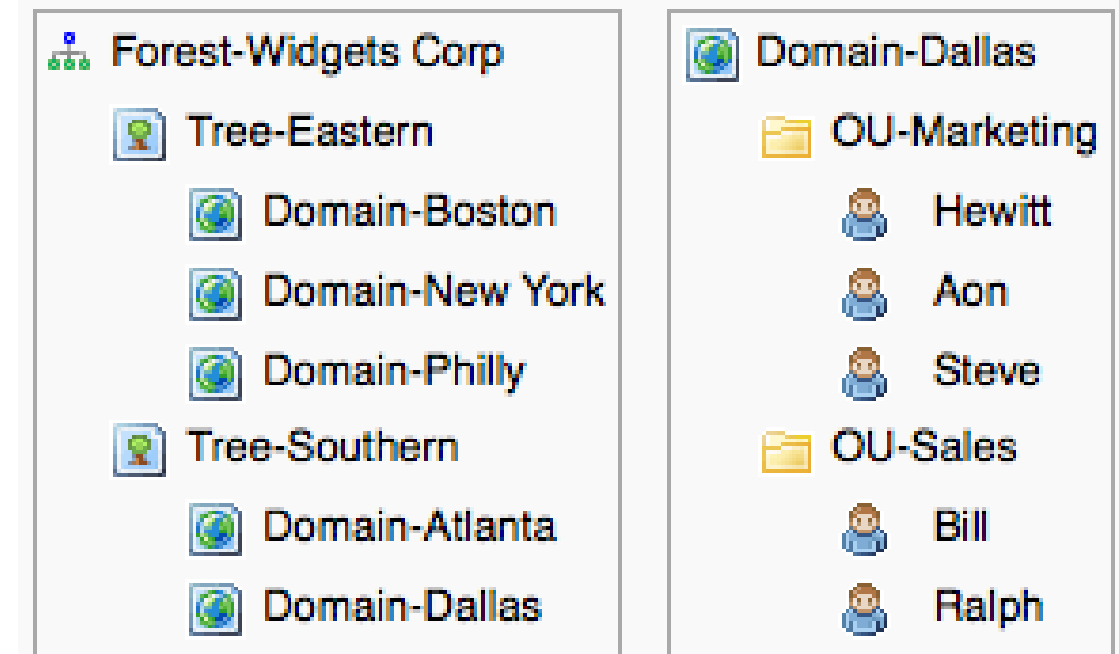 Forest-Widgets Corp
Tree-Eastern
Domain-Boston
Domain-New York
Domain-Philly
Tree-Southern
Domain-Atlanta
Domain-Dallas
Domain-Dallas
OU-Marketing
Hewitt
Aon
Steve
OU-Sales
Bill
Ralph